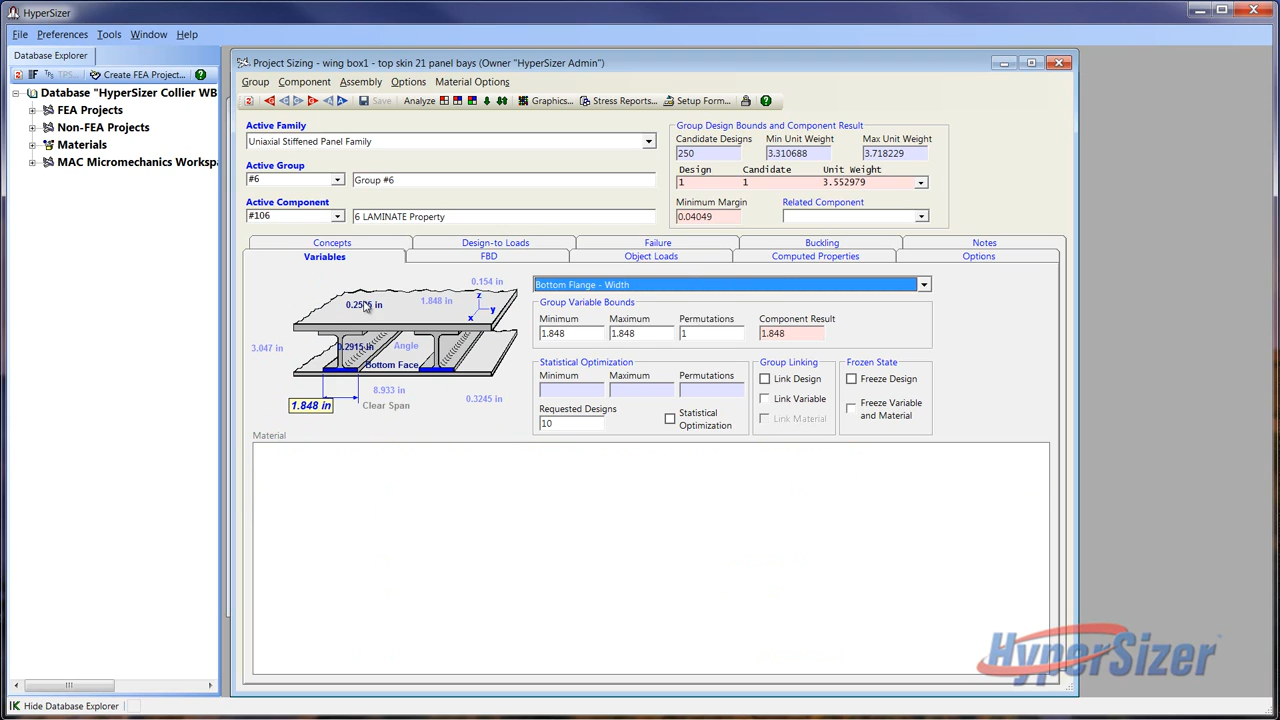 HyperSizer
File Preferences Tools Window Help
Database Explorer
TPS... Create FEA Project...
Database "HyperSizer Collier WB
FEA Projects
Non-FEA Projects
Materials
MAC Micromechanics Workspa
Hide Database Explorer
Project Sizing - wing box1 - top skin 21 panel bays (Owner "HyperSizer Admin")
Group Component Assembly Options Material Options
Save Analyze Graphics... Stress Reports... Setup Form...
Active Family
Uniaxial Stiffened Panel Family
Active Group
#6 Group #6
Active Component
#106 6 LAMINATE Property
Group Design Bounds and Component Result
Candidate Designs Min Unit Weight Max Unit Weight
250 3.310688 3.718229
Design Candidate Unit Weight
1 1 3.552979
Minimum Margin Related Component
0.04049
Concepts Design-to Loads Failure Buckling Notes
Variables FBD Object Loads Computed Properties Options
0.154 in
1.848 in
z
y
x
3.047 in
0.2915 in
Angle
Bottom Face
8.933 in
0.3245 in
1.848 in
Clear Span
Bottom Flange - Width
Group Variable Bounds
Minimum Maximum Permutations Component Result
1.848 1.848 1 1.848
Statistical Optimization
Minimum Maximum Permutations
Requested Designs
10
Statistical Optimization
Group Linking
Link Design
Link Variable
Link Material
Frozen State
Freeze Design
Freeze Variable and Material
Material
HyperSizer